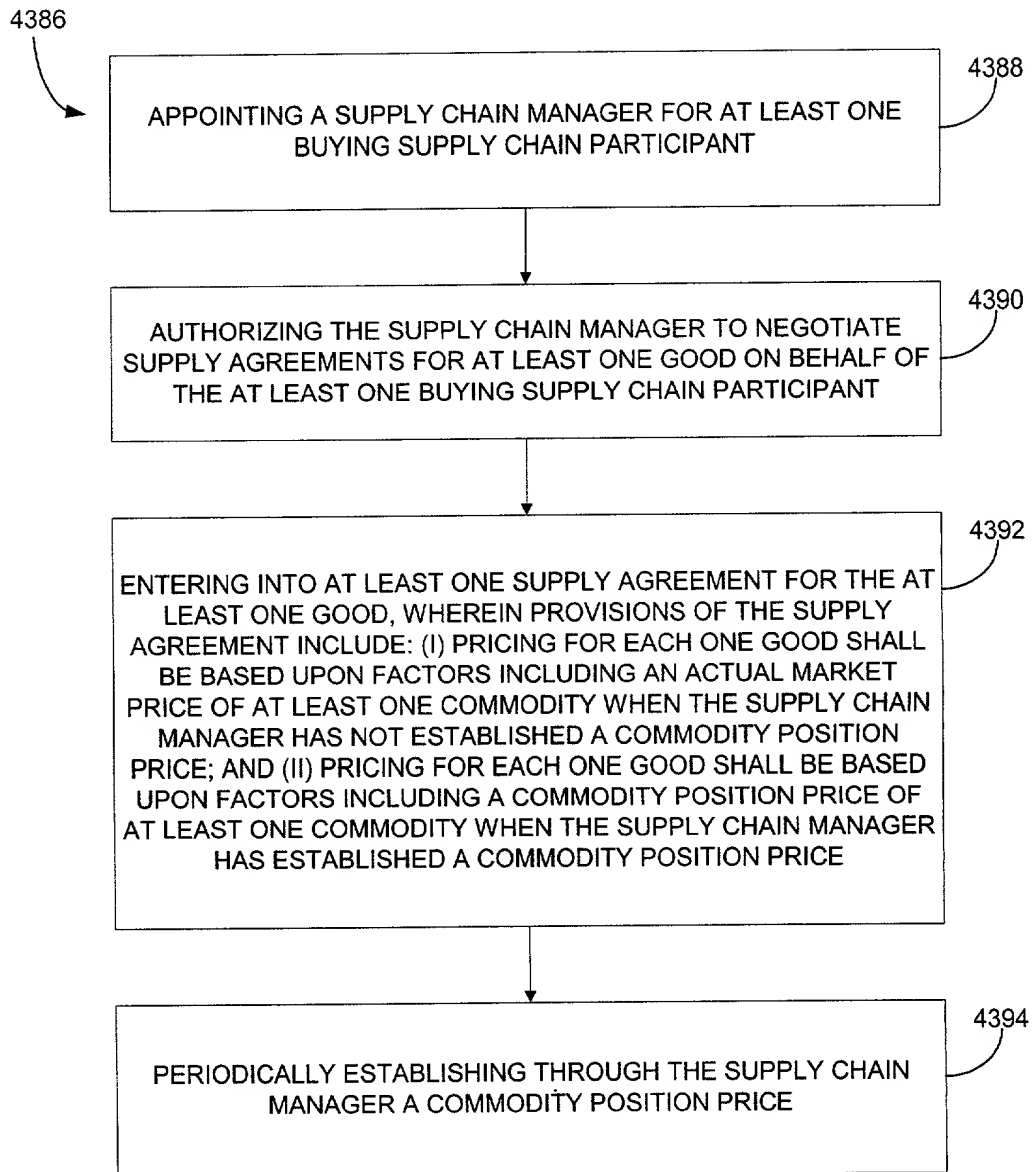 4386
4388
APPOINTING A SUPPLY CHAIN MANAGER FOR AT LEAST ONE
BUYING SUPPLY CHAIN PARTICIPANT
4390
AUTHORIZING THE SUPPLY CHAIN MANAGER TO NEGOTIATE
SUPPLY AGREEMENTS FOR AT LEAST ONE GOOD ON BEHALF OF
THE AT LEAST ONE BUYING SUPPLY CHAIN PARTICIPANT
4392
ENTERING INTO AT LEAST ONE SUPPLY AGREEMENT FOR THE AT
LEAST ONE GOOD, WHEREIN PROVISIONS OF THE SUPPLY
AGREEMENT INCLUDE: (I) PRICING FOR EACH ONE GOOD SHALL
BE BASED UPON FACTORS INCLUDING AN ACTUAL MARKET
PRICE OF AT LEAST ONE COMMODITY WHEN THE SUPPLY CHAIN
MANAGER HAS NOT ESTABLISHED A COMMODITY POSITION
PRICE; AND (II) PRICING FOR EACH ONE GOOD SHALL BE BASED
UPON FACTORS INCLUDING A COMMODITY POSITION PRICE OF
AT LEAST ONE COMMODITY WHEN THE SUPPLY CHAIN MANAGER
HAS ESTABLISHED A COMMODITY POSITION PRICE
4394
PERIODICALLY ESTABLISHING THROUGH THE SUPPLY CHAIN
MANAGER A COMMODITY POSITION PRICE